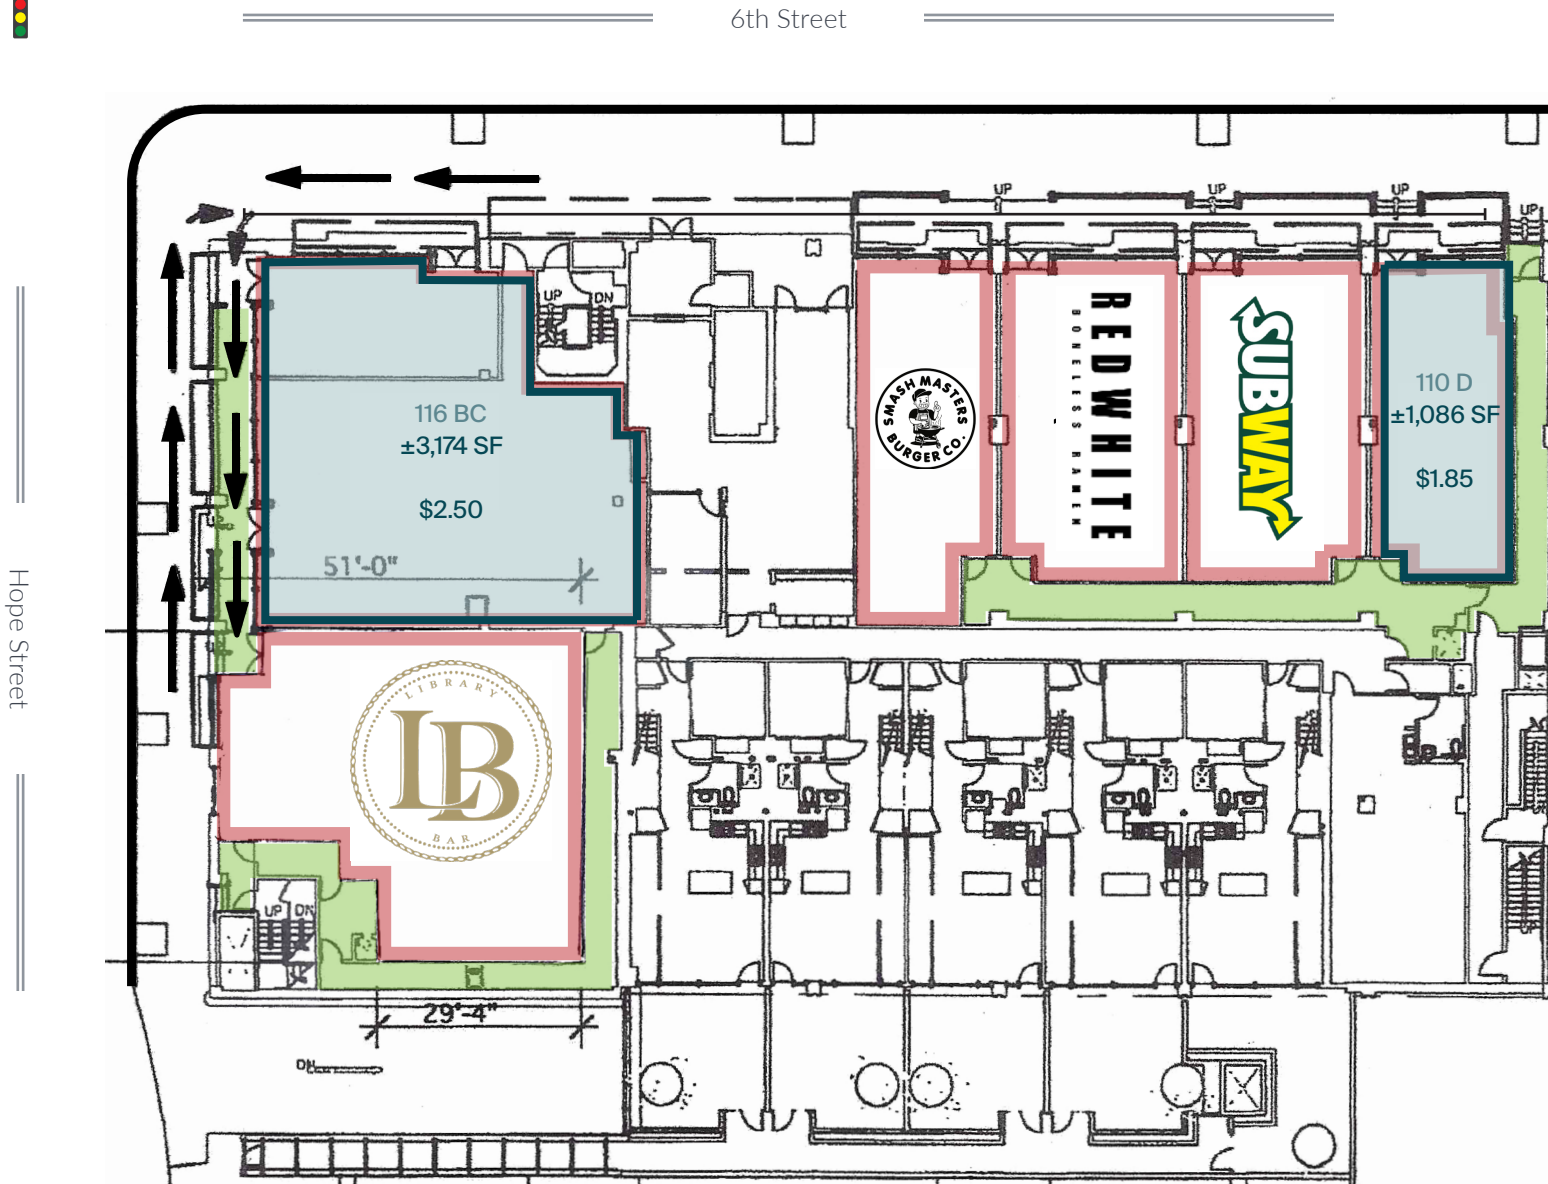 6th Street
Hope Street
UP
UP
UP
UP
UP
DN
116 BC
±3,174 SF
$2.50
51'-0"
SMASH MASTERS
BURGER CO.
REDWHITE
BONELESS RAMEN
SUBWAY
110 D
±1,086 SF
$1.85
LIBRARY
LB
BAR
UP
DN
29'-4"
DN